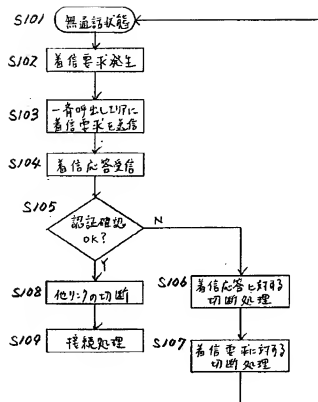 S101 無通話状態
S102 着信要求発生
S103 一斉呼出しエリアに
着信要求を送信
S104 着信応答受信
S105 認証確認
OK?
N
Y
S106 着信応答に対する
切断処理
S108 他リンクの切断
S107 着信要求に対する
切断処理
S109 接続処理